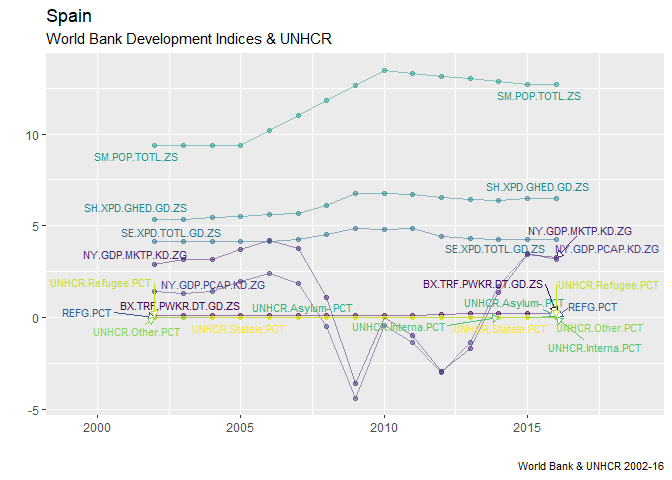 Spain
World Bank Development Indices & UNHCR
10
5
0
-5
SM.POP.TOTL.ZS
SM.POP.TOTL.ZS
SH.XPD.GHED.GD.ZS
SH.XPD.GHED.GD.ZS
SE.XPD.TOTL.GD.ZS
NY.GDP.MKTP.KD.ZG
SE.XPD.TOTL.GD.ZS
NY.GDP.PCAP.KD.ZG
NY.GDP.MKTP.KD.ZG
UNHCR.Refugee.PCT
NY.GDP.PCAP.KD.ZG
BX.TRF.PWKR.DT.GD.ZS
UNHCR.Refugee.PCT
BX.TRF.PWKR.DT.GD.ZS
UNHCR.Asylum-.PCT
UNHCR.Asylum-.PCT
REFG.PCT
REFG.PCT
UNHCR.Other.PCT
UNHCR.Statele.PCT
UNHCR.Interna.PCT
UNHCR.Statele.PCT
UNHCR.Other.PCT
UNHCR.Interna.PCT
2000
2005
2010
2015
World Bank & UNHCR 2002-16